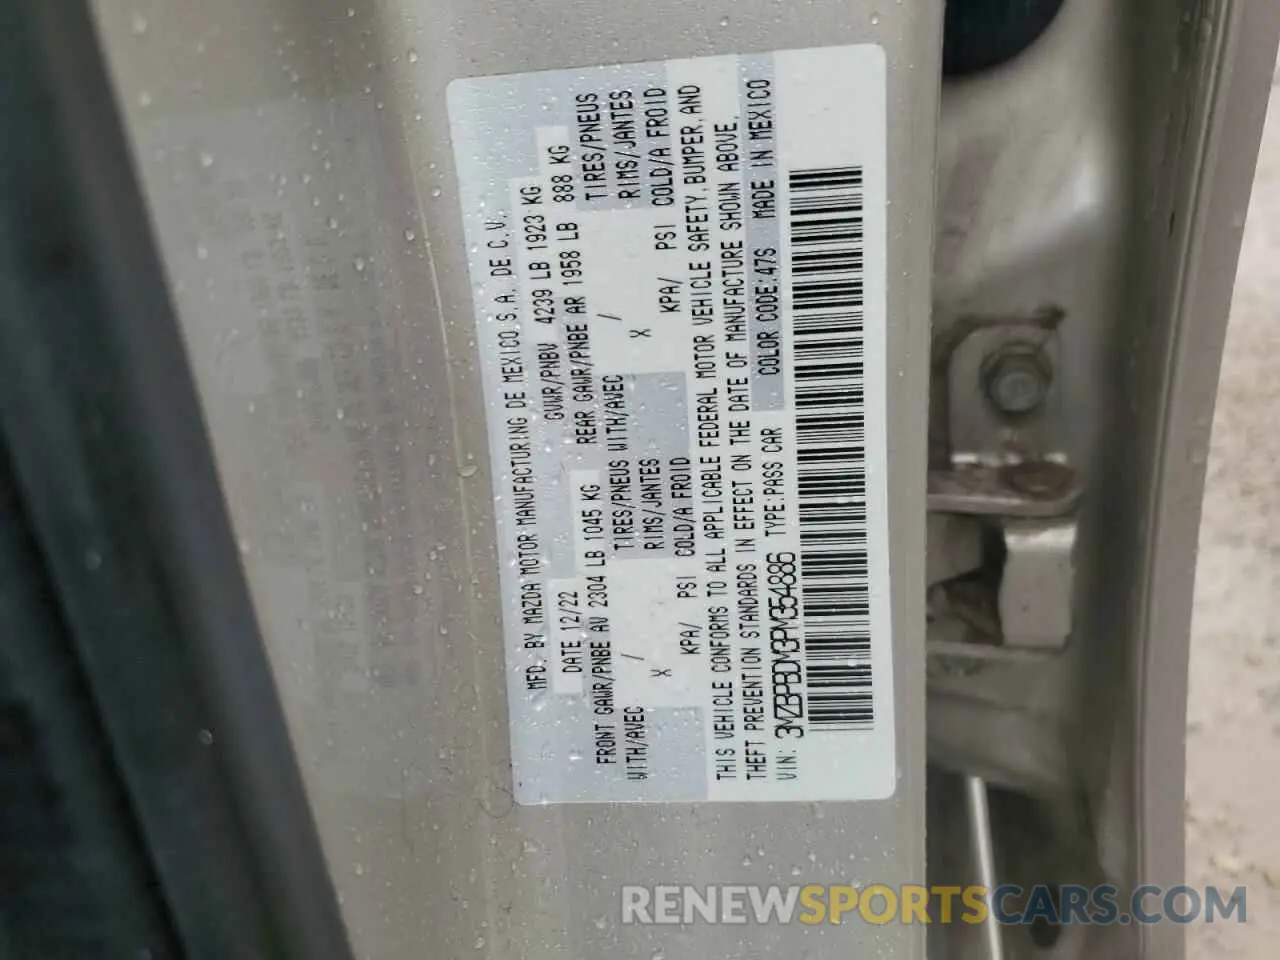 MFD. BY MAZDA MOTOR MANUFACTURING DE MEXICO S.A. DE C.V.
DATE 12/22 GVWR/PNBV 4239 LB 1923 KG
FRONT GAWR/PNBE AV 2304 LB 1045 KG REAR GAWR/PNBE AR 1958 LB 888 KG
WITH/AVEC / TIRES/PNEUS WITH/AVEC / TIRES/PNEUS
X RIMS/JANTES X RIMS/JANTES
KPA/ PSI COLD/A FROID KPA/ PSI COLD/A FROID
THIS VEHICLE CONFORMS TO ALL APPLICABLE FEDERAL MOTOR VEHICLE SAFETY, BUMPER, AND
THEFT PREVENTION STANDARDS IN EFFECT ON THE DATE OF MANUFACTURE SHOWN ABOVE.
VIN: 3MZBPBDM3PM354886 TYPE:PASS CAR COLOR CODE:47S MADE IN MEXICO
RENEWSPORTSCARS.COM